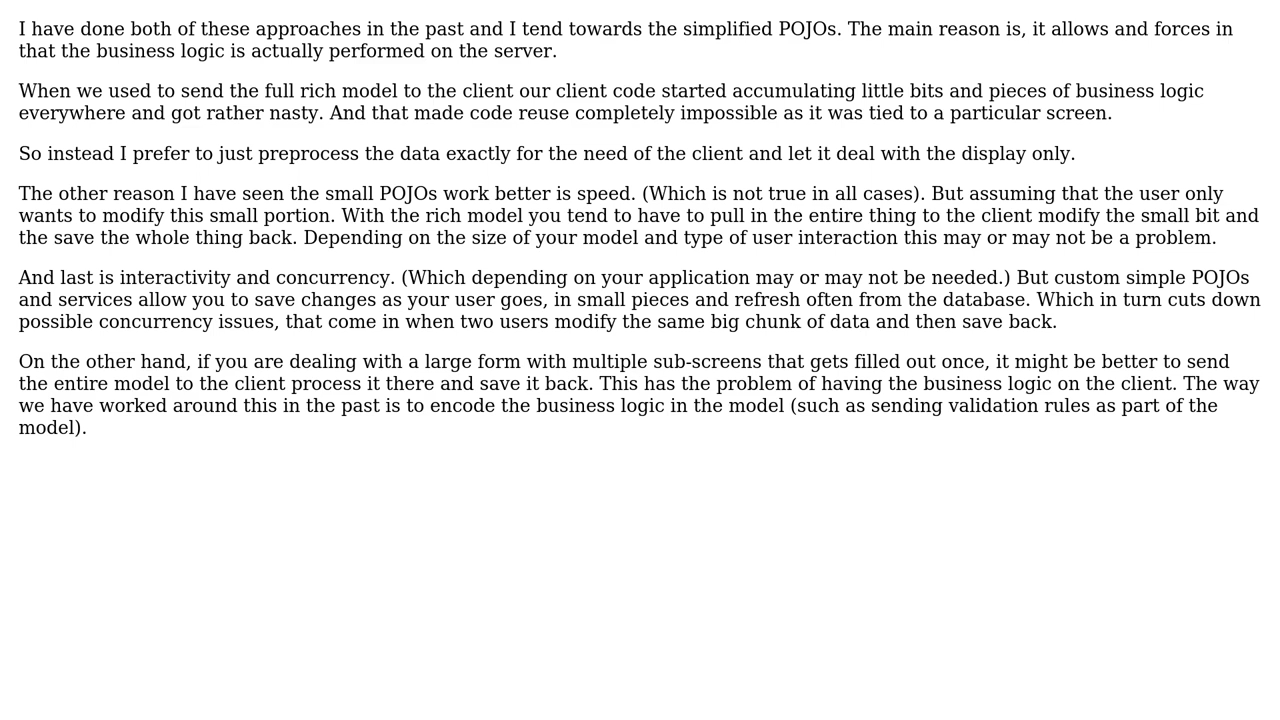 I have done both of these approaches in the past and I tend towards the simplified POJOs. The main reason is, it allows and forces in
that the business logic is actually performed on the server.
When we used to send the full rich model to the client our client code started accumulating little bits and pieces of business logic
everywhere and got rather nasty. And that made code reuse completely impossible as it was tied to a particular screen.
So instead I prefer to just preprocess the data exactly for the need of the client and let it deal with the display only.
The other reason I have seen the small POJOs work better is speed. (Which is not true in all cases). But assuming that the user only
wants to modify this small portion. With the rich model you tend to have to pull in the entire thing to the client modify the small bit and
the save the whole thing back. Depending on the size of your model and type of user interaction this may or may not be a problem.
And last is interactivity and concurrency. (Which depending on your application may or may not be needed.) But custom simple POJOs
and services allow you to save changes as your user goes, in small pieces and refresh often from the database. Which in turn cuts down
possible concurrency issues, that come in when two users modify the same big chunk of data and then save back.
On the other hand, if you are dealing with a large form with multiple sub-screens that gets filled out once, it might be better to send
the entire model to the client process it there and save it back. This has the problem of having the business logic on the client. The way
we have worked around this in the past is to encode the business logic in the model (such as sending validation rules as part of the
model).